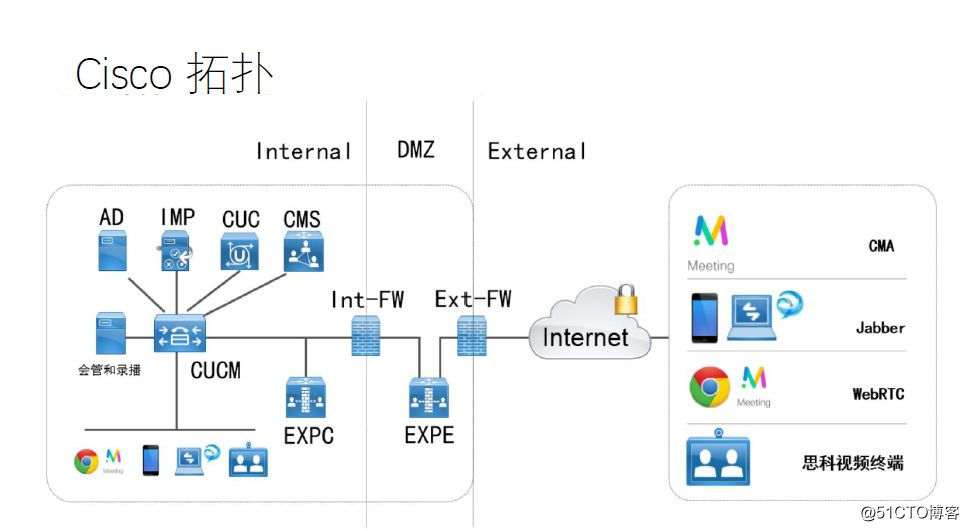 Cisco 拓扑
Internal
DMZ
External
AD
IMP
CUC
CMS
U
Int-FW
Ext-FW
Internet
会管和录播
CUCM
EXPC
EXPE
Meeting
Meeting
CMA
Jabber
Meeting
WebRTC
思科视频终端
@51CTO博客